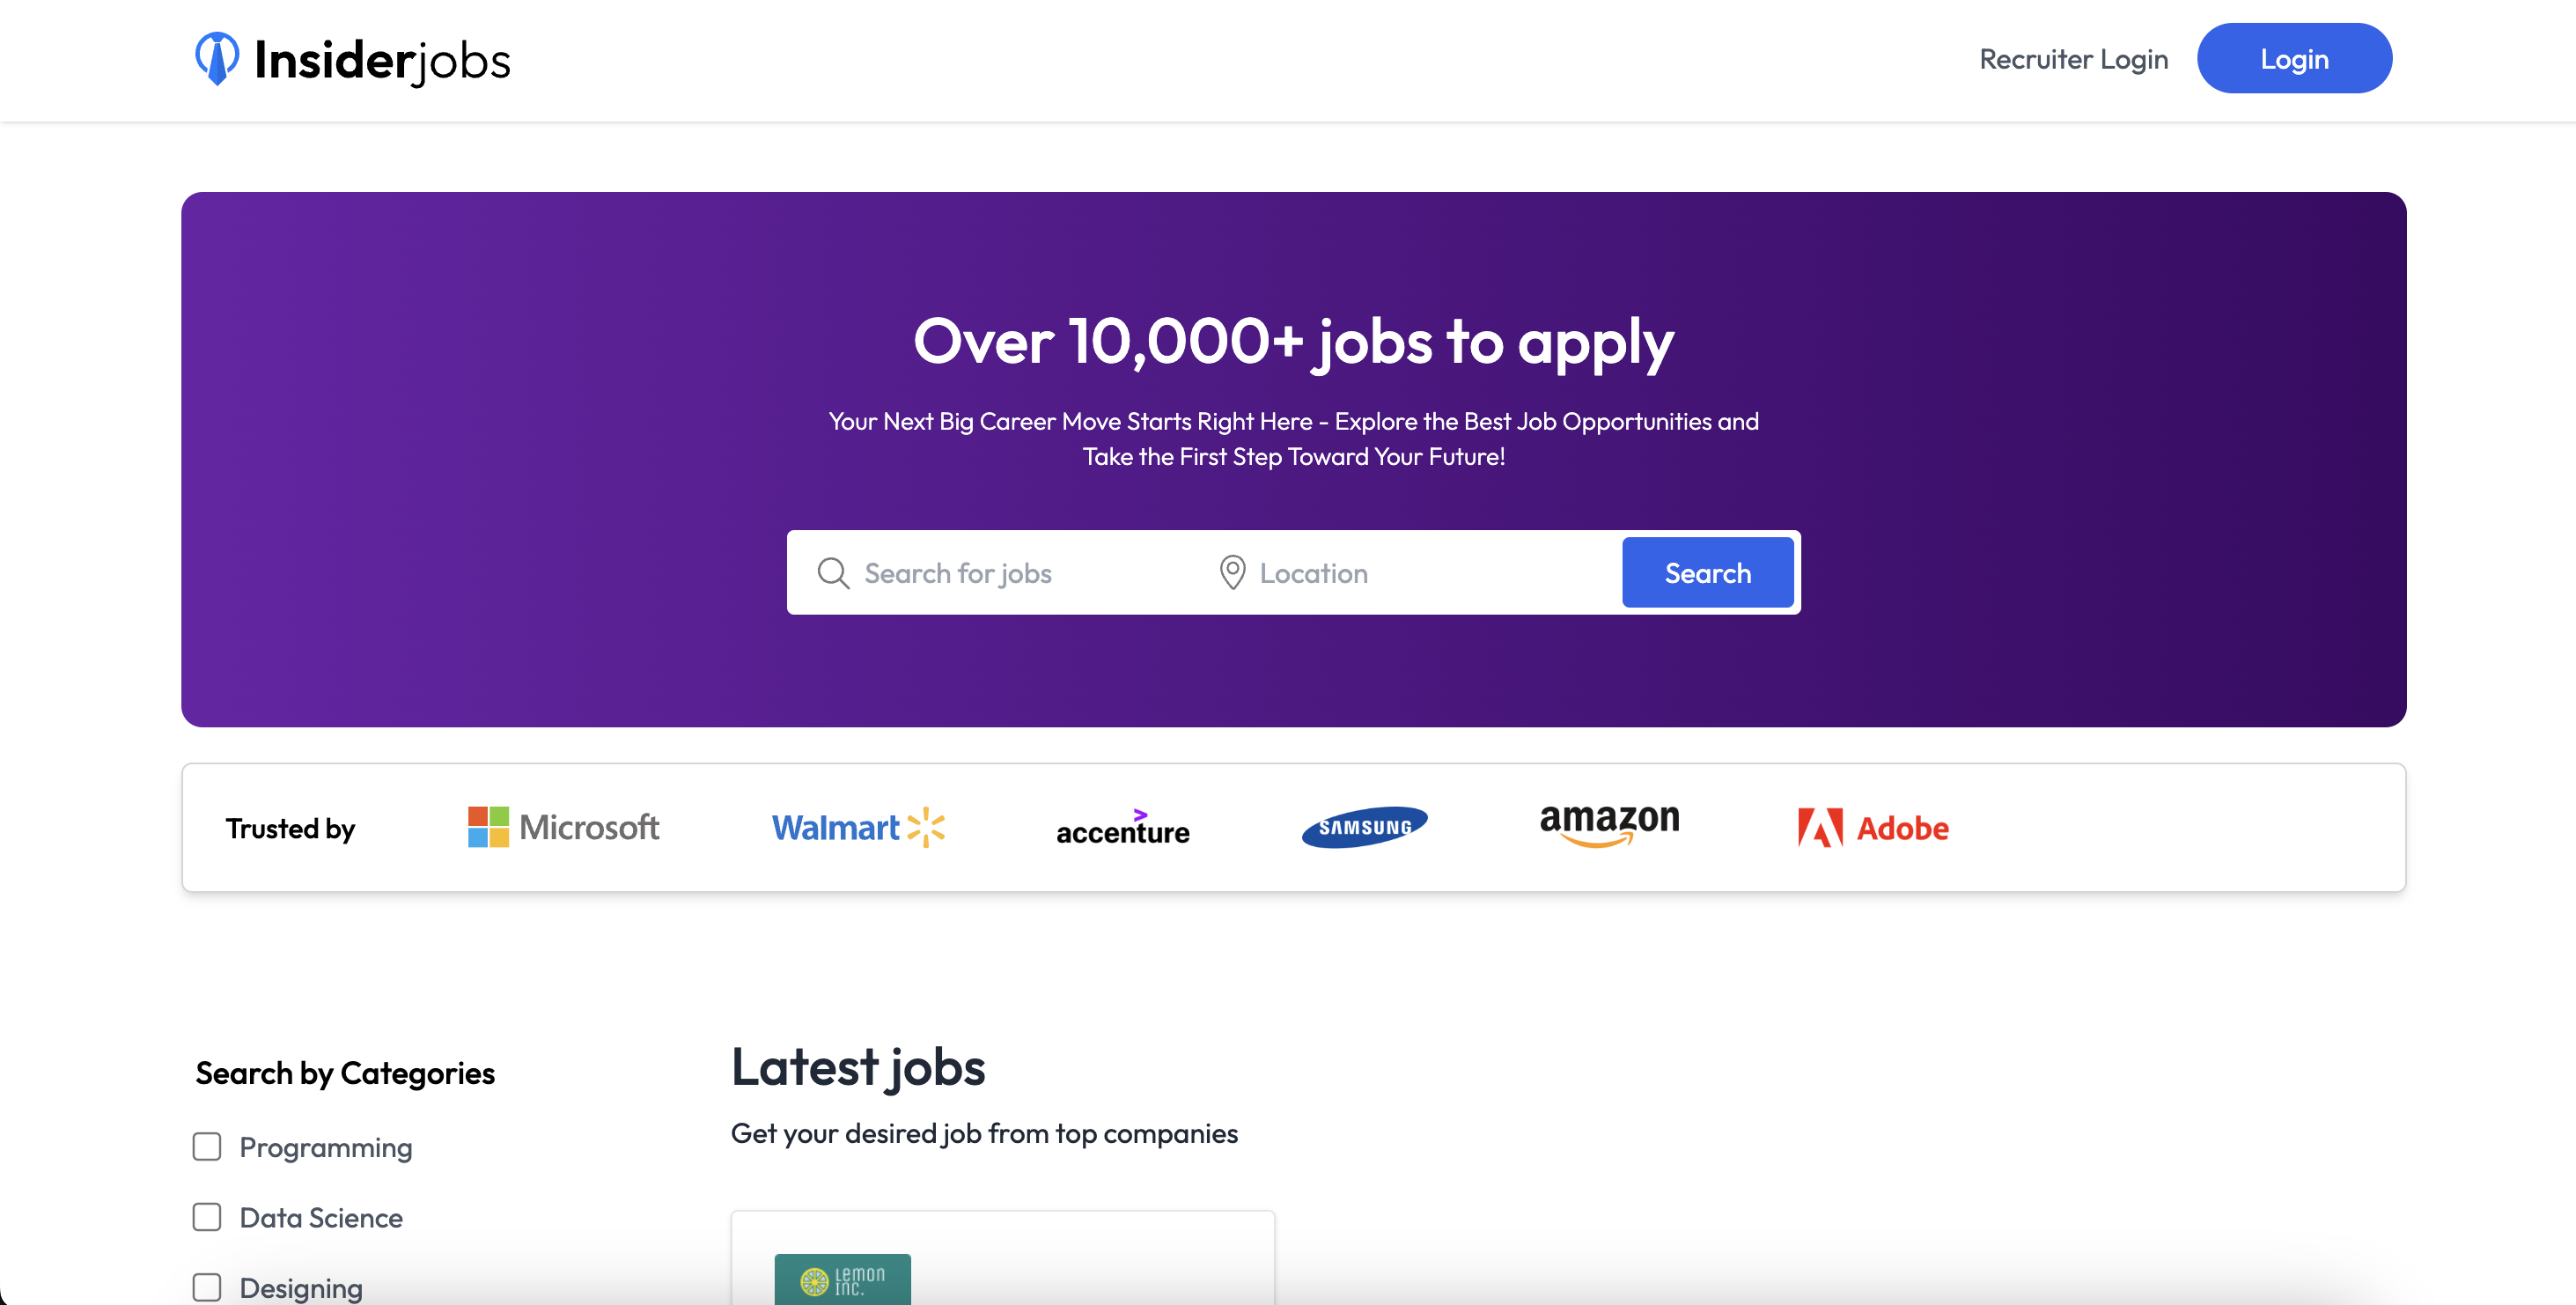 Insiderjobs
Recruiter Login
Login
Over 10,000+ jobs to apply
Your Next Big Career Move Starts Right Here - Explore the Best Job Opportunities and
Take the First Step Toward Your Future!
Search for jobs
Location
Search
Trusted by
Microsoft
Walmart
accenture
SAMSUNG
amazon
Adobe
Search by Categories
Programming
Data Science
Designing
Latest jobs
Get your desired job from top companies
LEMON
INC.